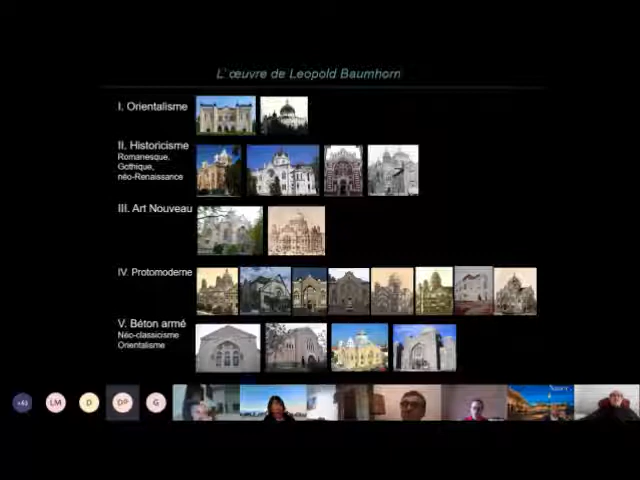 L'œuvre de Leopold Baumhorn
I. Orientalisme
II. Historicisme
Romanesque,
Gothique,
néo-Renaissance
III. Art Nouveau
IV. Protomoderne
V. Béton armé
Néo-classicisme
Orientalisme
LM
D
DP
G